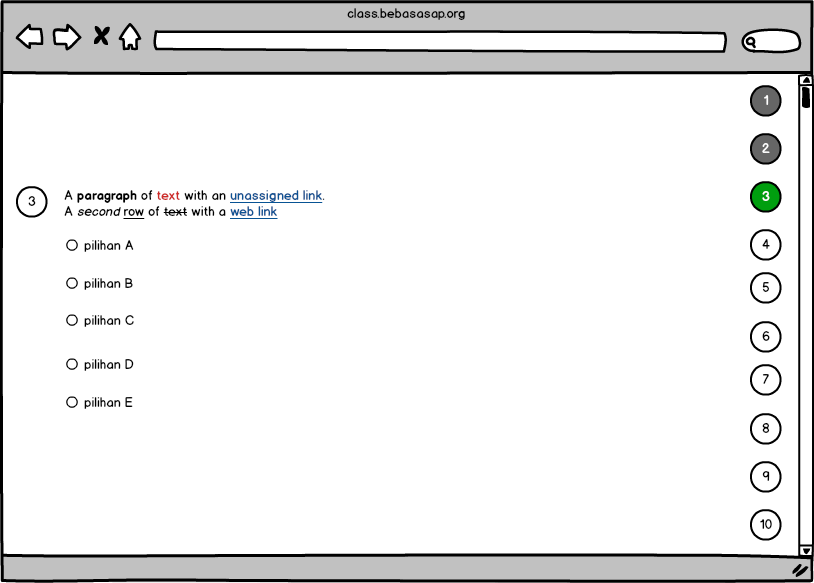 class.bebasasap.org
1
2
3
A paragraph of text with an unassigned link.
A second row of text with a web link
3
pilihan A
4
pilihan B
5
pilihan C
6
pilihan D
7
pilihan E
8
9
10